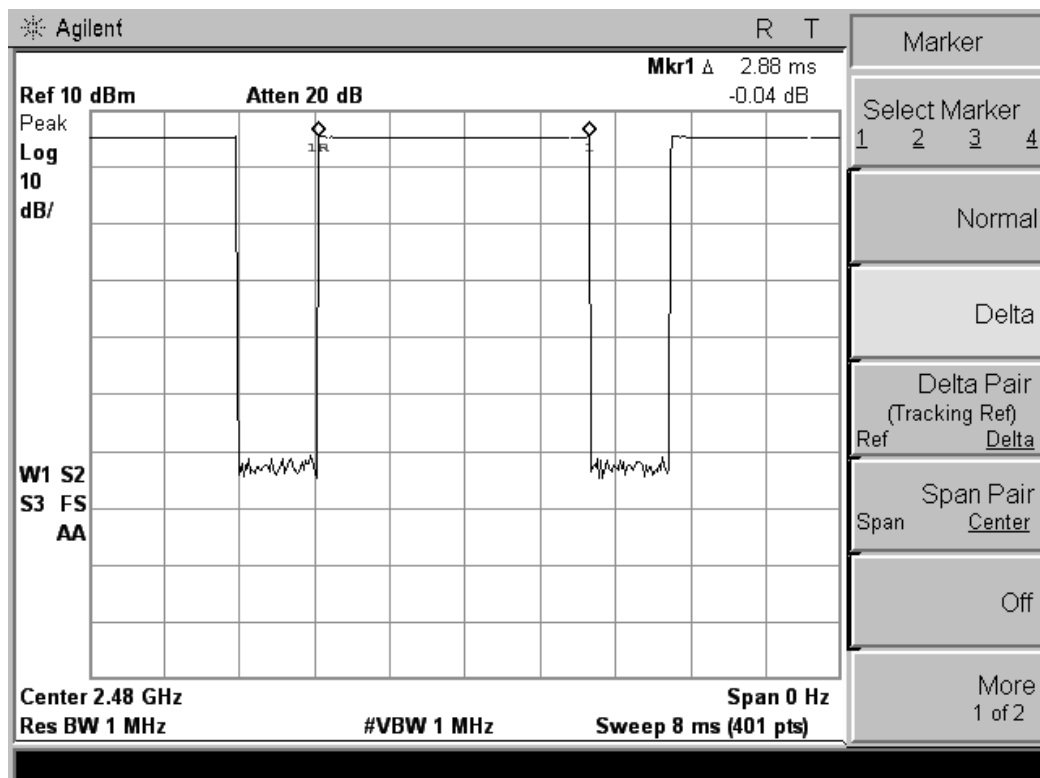 Agilent R T
Mkr1 Δ 2.88 ms
Ref 10 dBm Atten 20 dB -0.04 dB
Peak
Log
10
dB/
1R 1
W1 S2
S3 FS
AA
Center 2.48 GHz Span 0 Hz
Res BW 1 MHz #VBW 1 MHz Sweep 8 ms (401 pts)
Marker
Select Marker
1 2 3 4
Normal
Delta
Delta Pair
(Tracking Ref)
Ref Delta
Span Pair
Span Center
Off
More
1 of 2